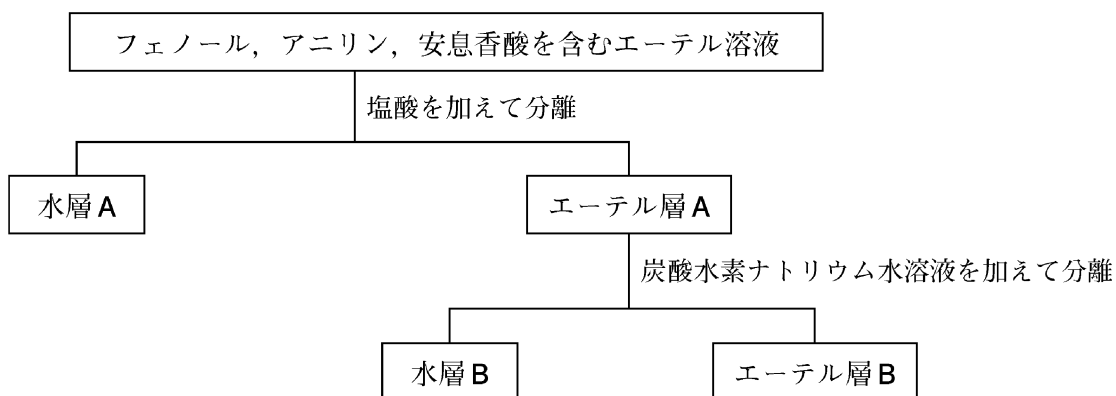 フェノール，アニリン，安息香酸を含むエーテル溶液
塩酸を加えて分離
水層A
エーテル層A
炭酸水素ナトリウム水溶液を加えて分離
水層B
エーテル層B